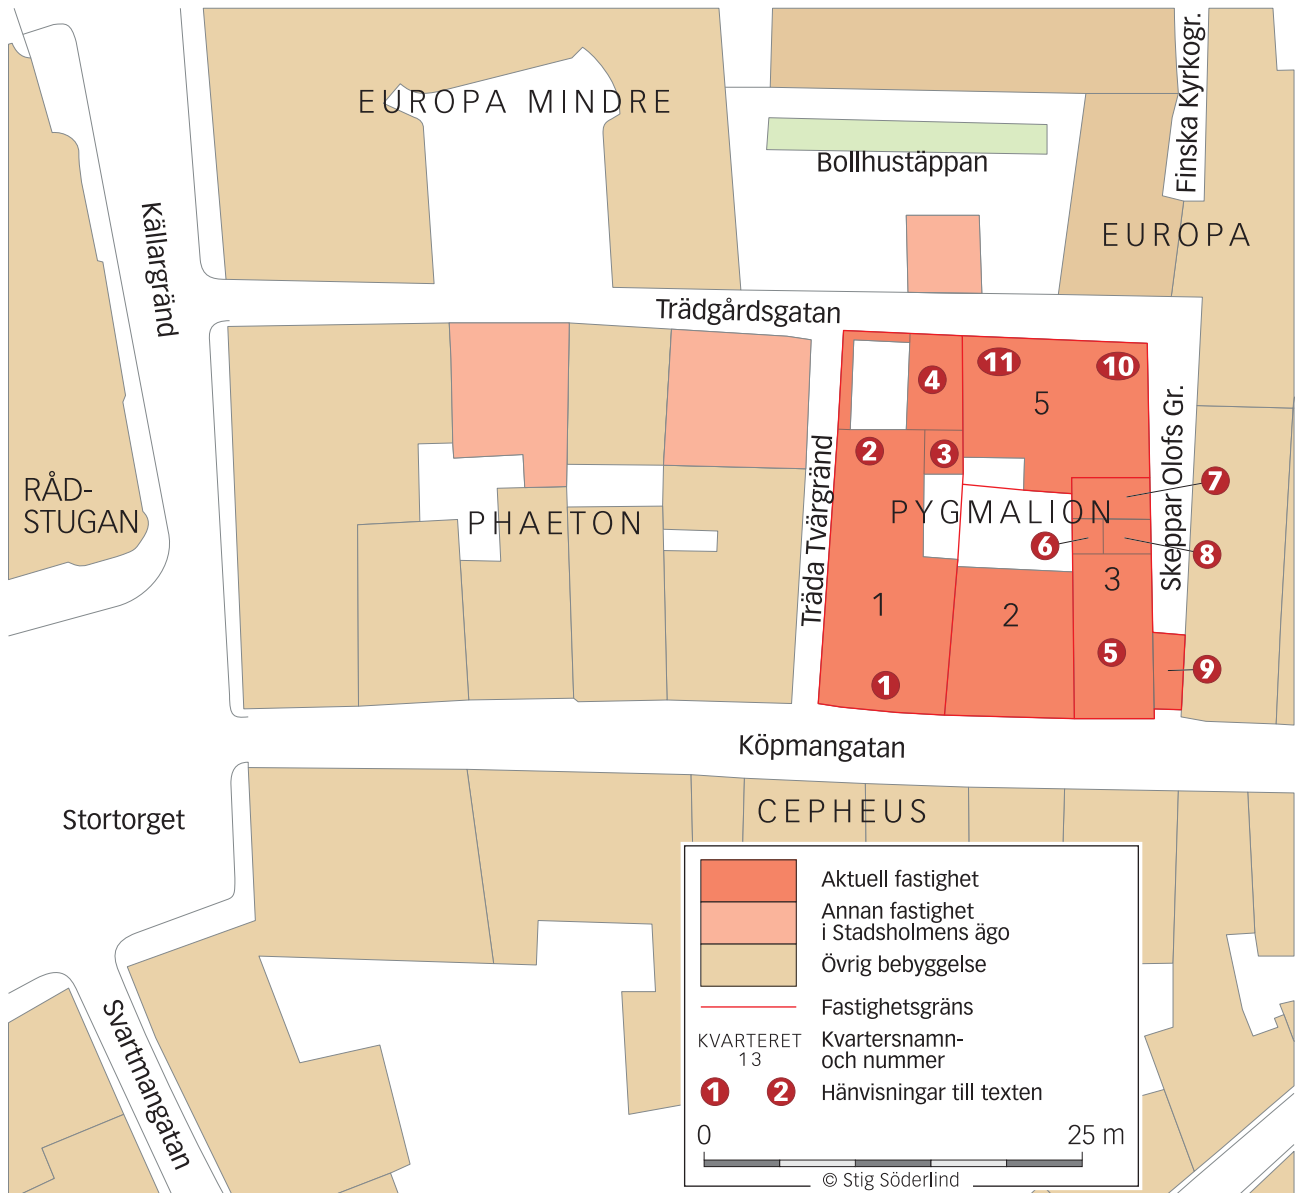 EUROPA MINDRE
Finska Kyrkogr.
Bollhustäppan
Källargränd
EUROPA
Trädgårdsgatan
11
10
4
5
Skeppar Olofs Gr.
Träda Tvärgränd
2
3
RÅD-
STUGAN
PHAETON
PYGMALION
7
6
8
3
1
2
5
9
1
Köpmangatan
Stortorget
CEPHEUS
Svartmangatan
Aktuell fastighet
Annan fastighet
i Stadsholmens ägo
Övrig bebyggelse
Fastighetsgräns
KVARTERET
13
Kvartersnamn-
och nummer
1 2 Hänvisningar till texten
0 25 m
© Stig Söderlind